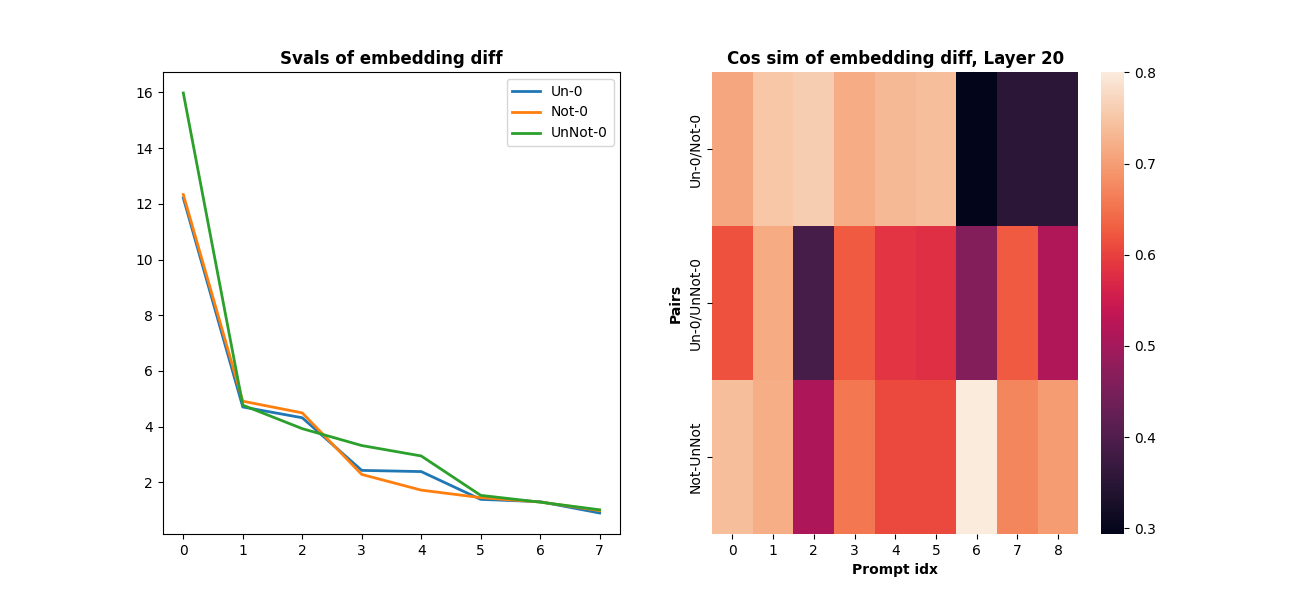 Svals of embedding diff
16
14
12
10
8
6
4
2
0 1 2 3 4 5 6 7
Un-0
Not-0
UnNot-0
Cos sim of embedding diff, Layer 20
Pairs
Un-0/Not-0
Un-0/UnNot-0
Not-UnNot
0 1 2 3 4 5 6 7 8
Prompt idx
0.8
0.7
0.6
0.5
0.4
0.3